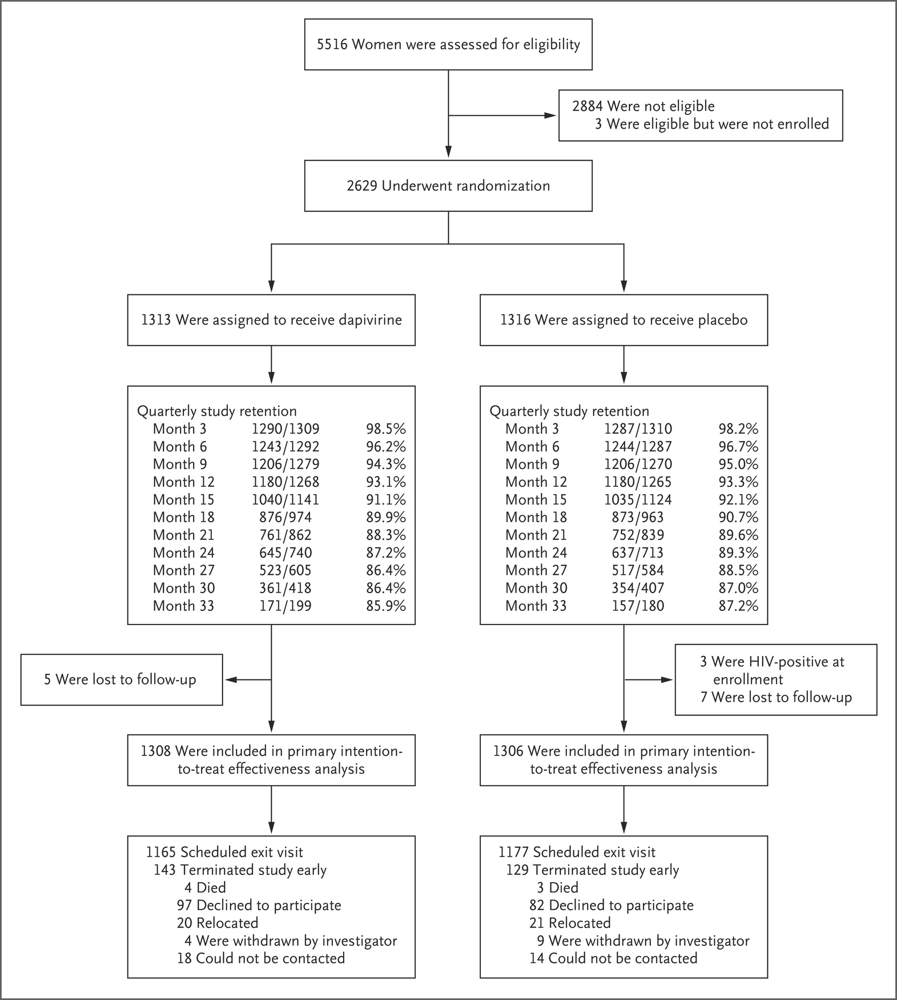 5516 Women were assessed for eligibility
2884 Were not eligible
3 Were eligible but were not enrolled
2629 Underwent randomization
1313 Were assigned to receive dapivirine
1316 Were assigned to receive placebo
Quarterly study retention
Month 3 1290/1309 98.5%
Month 6 1243/1292 96.2%
Month 9 1206/1279 94.3%
Month 12 1180/1268 93.1%
Month 15 1040/1141 91.1%
Month 18 876/974 89.9%
Month 21 761/862 88.3%
Month 24 645/740 87.2%
Month 27 523/605 86.4%
Month 30 361/418 86.4%
Month 33 171/199 85.9%
Quarterly study retention
Month 3 1287/1310 98.2%
Month 6 1244/1287 96.7%
Month 9 1206/1270 95.0%
Month 12 1180/1265 93.3%
Month 15 1035/1124 92.1%
Month 18 873/963 90.7%
Month 21 752/839 89.6%
Month 24 637/713 89.3%
Month 27 517/584 88.5%
Month 30 354/407 87.0%
Month 33 157/180 87.2%
5 Were lost to follow-up
3 Were HIV-positive at
enrollment
7 Were lost to follow-up
1308 Were included in primary intention-
to-treat effectiveness analysis
1306 Were included in primary intention-
to-treat effectiveness analysis
1165 Scheduled exit visit
143 Terminated study early
4 Died
97 Declined to participate
20 Relocated
4 Were withdrawn by investigator
18 Could not be contacted
1177 Scheduled exit visit
129 Terminated study early
3 Died
82 Declined to participate
21 Relocated
9 Were withdrawn by investigator
14 Could not be contacted